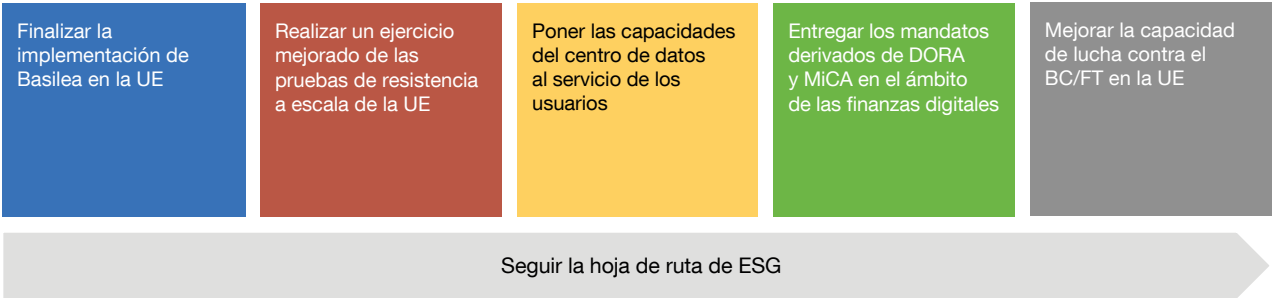 Finalizar la
implementación de
Basilea en la UE
Realizar un ejercicio
mejorado de las
pruebas de resistencia
a escala de la UE
Poner las capacidades
del centro de datos
al servicio de los
usuarios
Entregar los mandatos
derivados de DORA
y MiCA en el ámbito
de las finanzas digitales
Mejorar la capacidad
de lucha contra el
BC/FT en la UE
Seguir la hoja de ruta de ESG